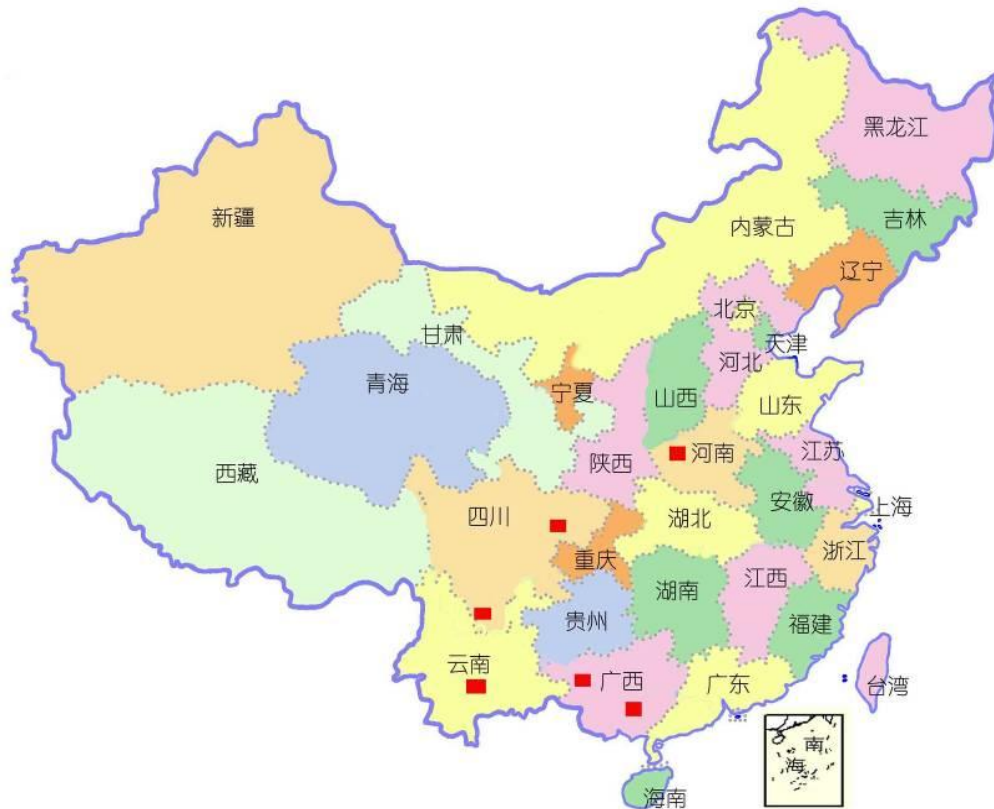 黑龙江
新疆
吉林
内蒙古
辽宁
北京
甘肃
天津
河北
青海
宁夏
山西
山东
西藏
陕西
河南
江苏
四川
湖北
安徽
上海
浙江
重庆
江西
湖南
贵州
福建
云南
广西
广东
台湾
南
海
海南